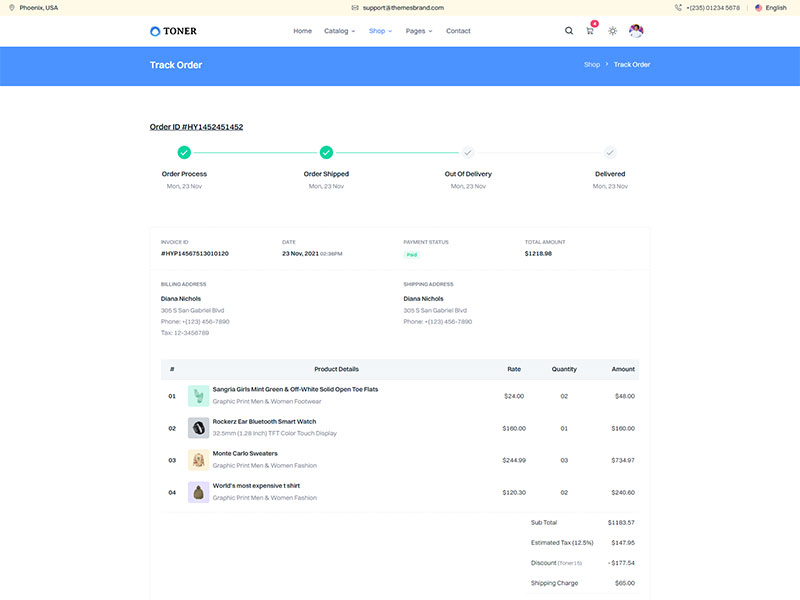 Phoenix, USA support@themesbrand.com +(235) 01234 5678 English
TONER Home Catalog Shop Pages Contact 4
Track Order Shop Track Order
Order ID #HY1452451452
Order Process Order Shipped Out Of Delivery Delivered
Mon, 23 Nov Mon, 23 Nov Mon, 23 Nov Mon, 23 Nov
INVOICE ID DATE PAYMENT STATUS TOTAL AMOUNT
#HYP14567513010120 23 Nov, 2021 02:36PM Paid $1218.98
BILLING ADDRESS SHIPPING ADDRESS
Diana Nichols Diana Nichols
305 S San Gabriel Blvd 305 S San Gabriel Blvd
Phone: +(123) 456-7890 Phone: +(123) 456-7890
Tax: 12-3456789
# Product Details Rate Quantity Amount
01 Sangria Girls Mint Green & Off-White Solid Open Toe Flats $24.00 02 $48.00
Graphic Print Men & Women Footwear
02 Rockerz Ear Bluetooth Smart Watch $160.00 01 $160.00
32.5mm (1.28 Inch) TFT Color Touch Display
03 Monte Carlo Sweaters $244.99 03 $734.97
Graphic Print Men & Women Fashion
04 World's most expensive t shirt $120.30 02 $240.60
Graphic Print Men & Women Fashion
Sub Total $1183.57
Estimated Tax (12.5%) $147.95
Discount (Toner15) - $177.54
Shipping Charge $65.00